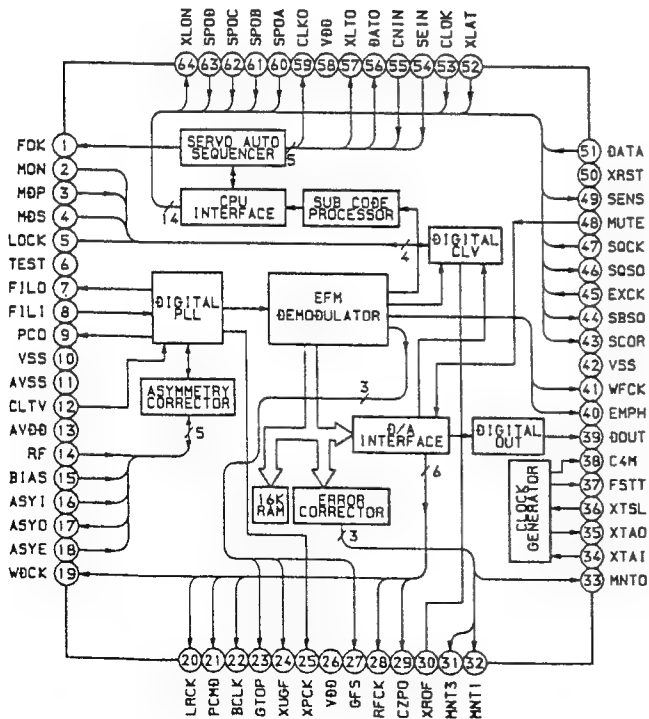 XLON SPOD SPOC SPOB SPOA CLKO VDD XLTO DATO CNIN SEIN CLOK XLAT
64 63 62 61 60 59 58 57 56 55 54 53 52
FOK 1
MON 2
MDP 3
MDS 4
LOCK 5
TEST 6
FILO 7
FILI 8
PCO 9
VSS 10
AVSS 11
CLTV 12
AVDD 13
RF 14
BIAS 15
ASYI 16
ASYO 17
ASYE 18
WDCK 19
SERVO AUTO
SEQUENCER
5
CPU
INTERFACE
14
SUB CODE
PROCESSOR
DIGITAL
CLV
4
DIGITAL
PLL
EFM
DEMODULATOR
ASYMMETRY
CORRECTOR
5
3
D/A
INTERFACE
6
DIGITAL
OUT
16K
RAM
ERROR
CORRECTOR
3
CLOCK
GENERATOR
51 DATA
50 XRST
49 SENS
48 MUTE
47 SQCK
46 SQSO
45 EXCK
44 SBSO
43 SCOR
42 VSS
41 WFCK
40 EMPH
39 DOUT
38 C4M
37 FSTT
36 XTSL
35 XTAO
34 XTAI
33 MNTO
20 21 22 23 24 25 26 27 28 29 30 31 32
LRCK PCMD BCLK GTOP XUGF XPCK VDD GFS RFCK CZPO XROF MNT3 MNT1